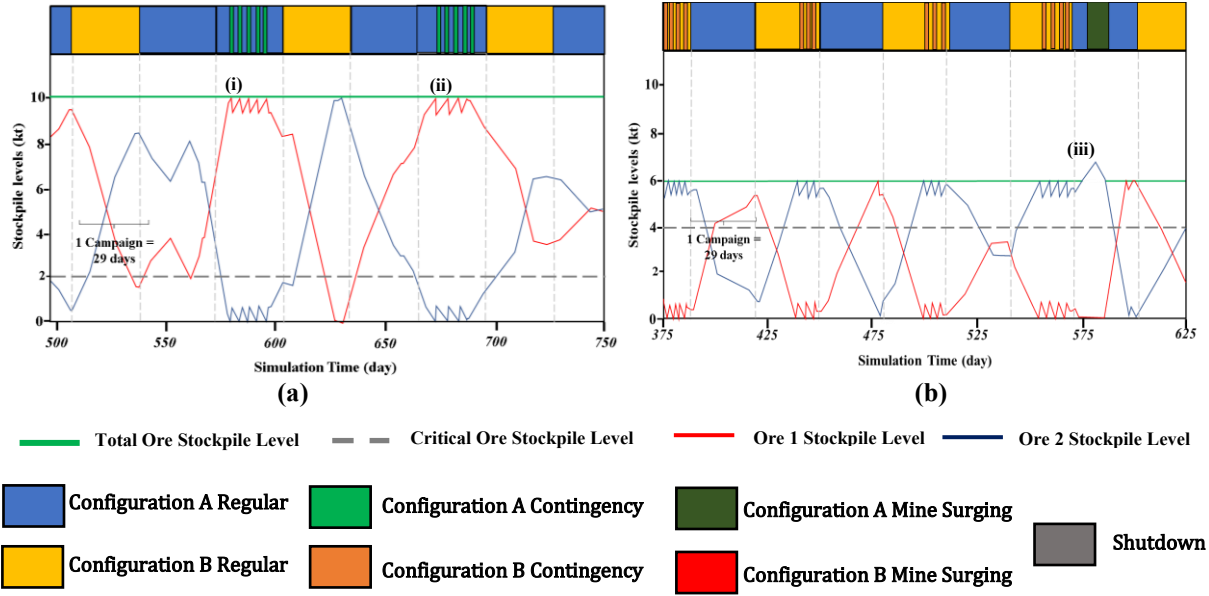 Stockpile levels (kt)
10
8
6
4
2
0
(i)
(ii)
1 Campaign =
29 days
500
550
600
650
700
750
Simulation Time (day)
(a)
Stockpile levels (kt)
10
8
6
4
2
0
(iii)
1 Campaign =
29 days
375
425
475
525
575
625
Simulation Time (day)
(b)
Total Ore Stockpile Level
Critical Ore Stockpile Level
Ore 1 Stockpile Level
Ore 2 Stockpile Level
Configuration A Regular
Configuration A Contingency
Configuration A Mine Surging
Shutdown
Configuration B Regular
Configuration B Contingency
Configuration B Mine Surging